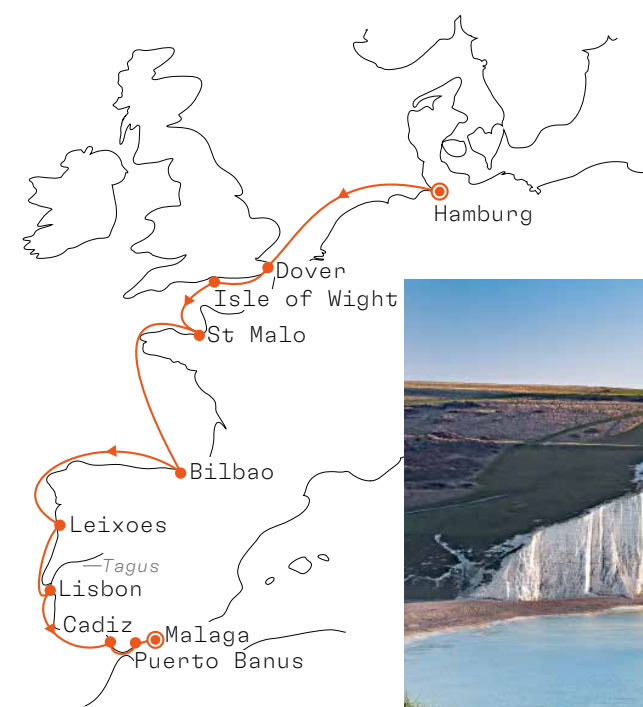 Hamburg
Dover
Isle of Wight
St Malo
Bilbao
Leixoes
—Tagus
Lisbon
Cadiz
Malaga
Puerto Banus